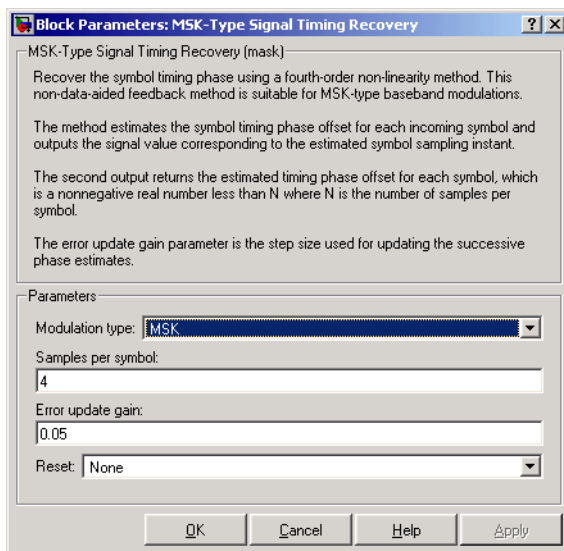 Block Parameters: MSK-Type Signal Timing Recovery
MSK-Type Signal Timing Recovery (mask)
Recover the symbol timing phase using a fourth-order non-linearity method. This
non-data-aided feedback method is suitable for MSK-type baseband modulations.
The method estimates the symbol timing phase offset for each incoming symbol and
outputs the signal value corresponding to the estimated symbol sampling instant.
The second output returns the estimated timing phase offset for each symbol, which
is a nonnegative real number less than N where N is the number of samples per
symbol.
The error update gain parameter is the step size used for updating the successive
phase estimates.
Parameters
Modulation type: MSK
Samples per symbol:
4
Error update gain:
0.05
Reset: None
OK Cancel Help Apply